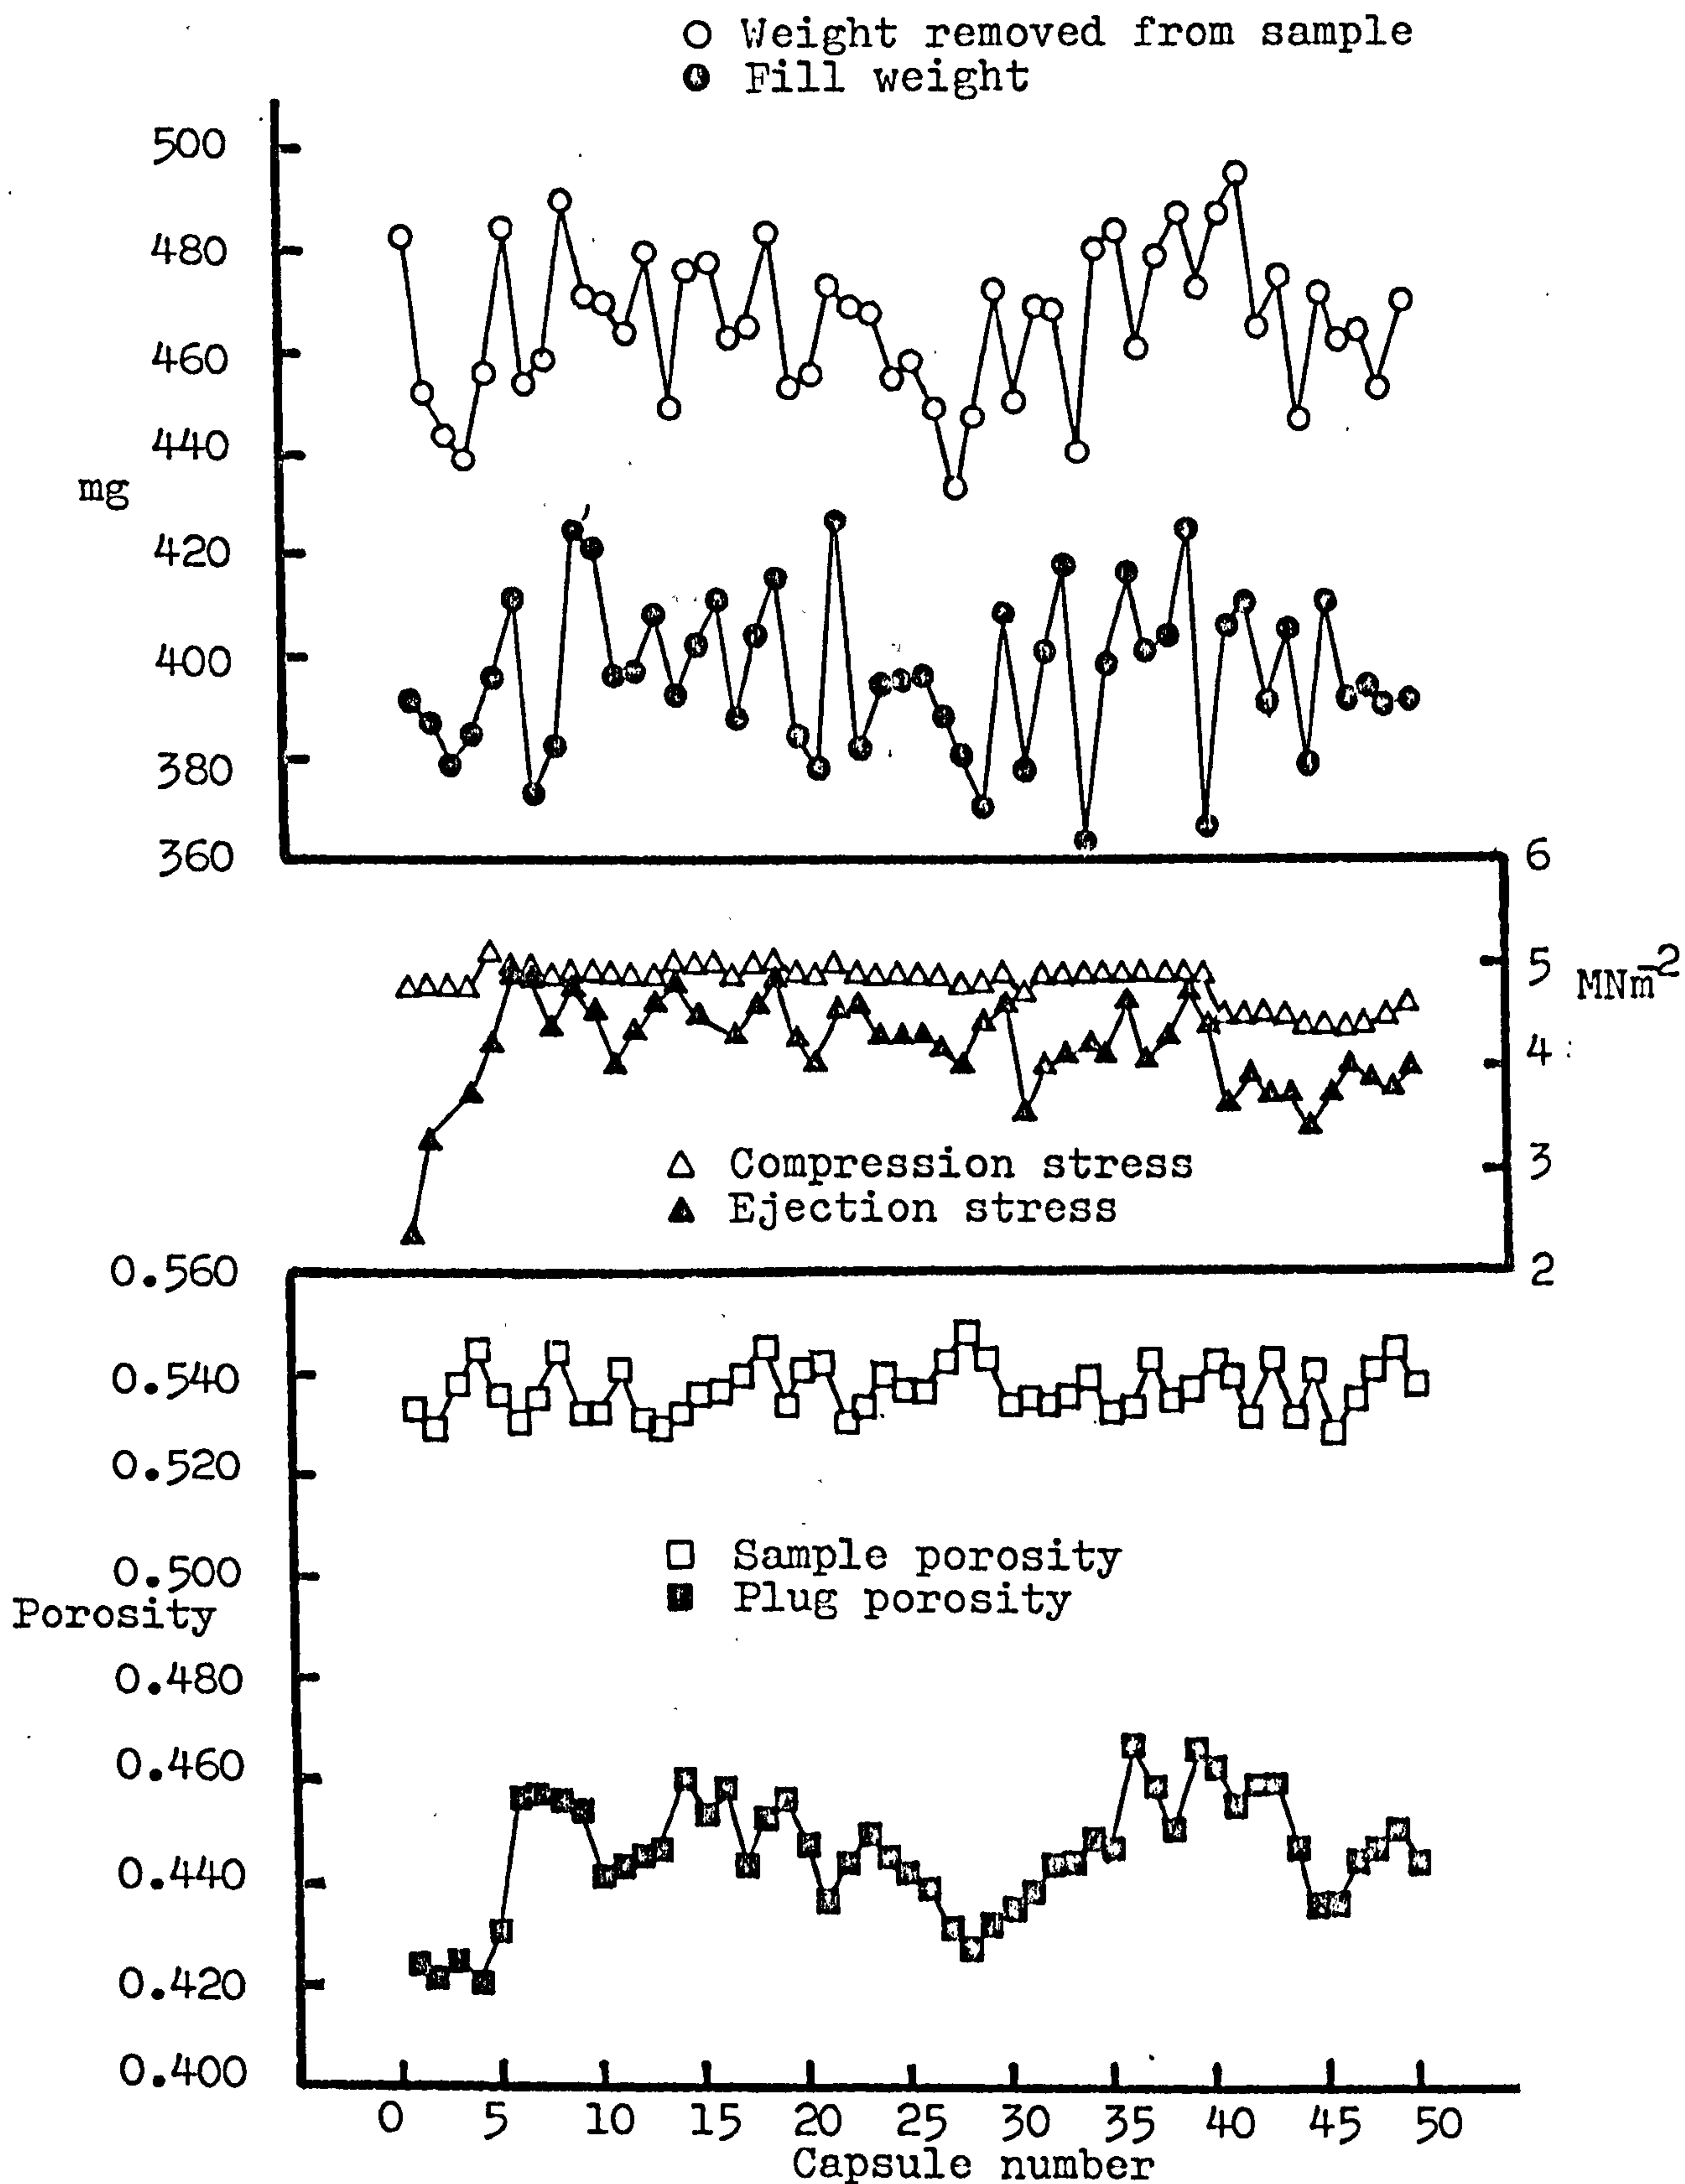 Weight removed from sample
Fill weight
500
480
460
440
mg
420
400
380
360
6
5
MNm-2
4
3
2
Compression stress
Ejection stress
0.560
0.540
0.520
0.500
Porosity
0.480
0.460
0.440
0.420
0.400
Sample porosity
Plug porosity
0 5 10 15 20 25 30 35 40 45 50
Capsule number